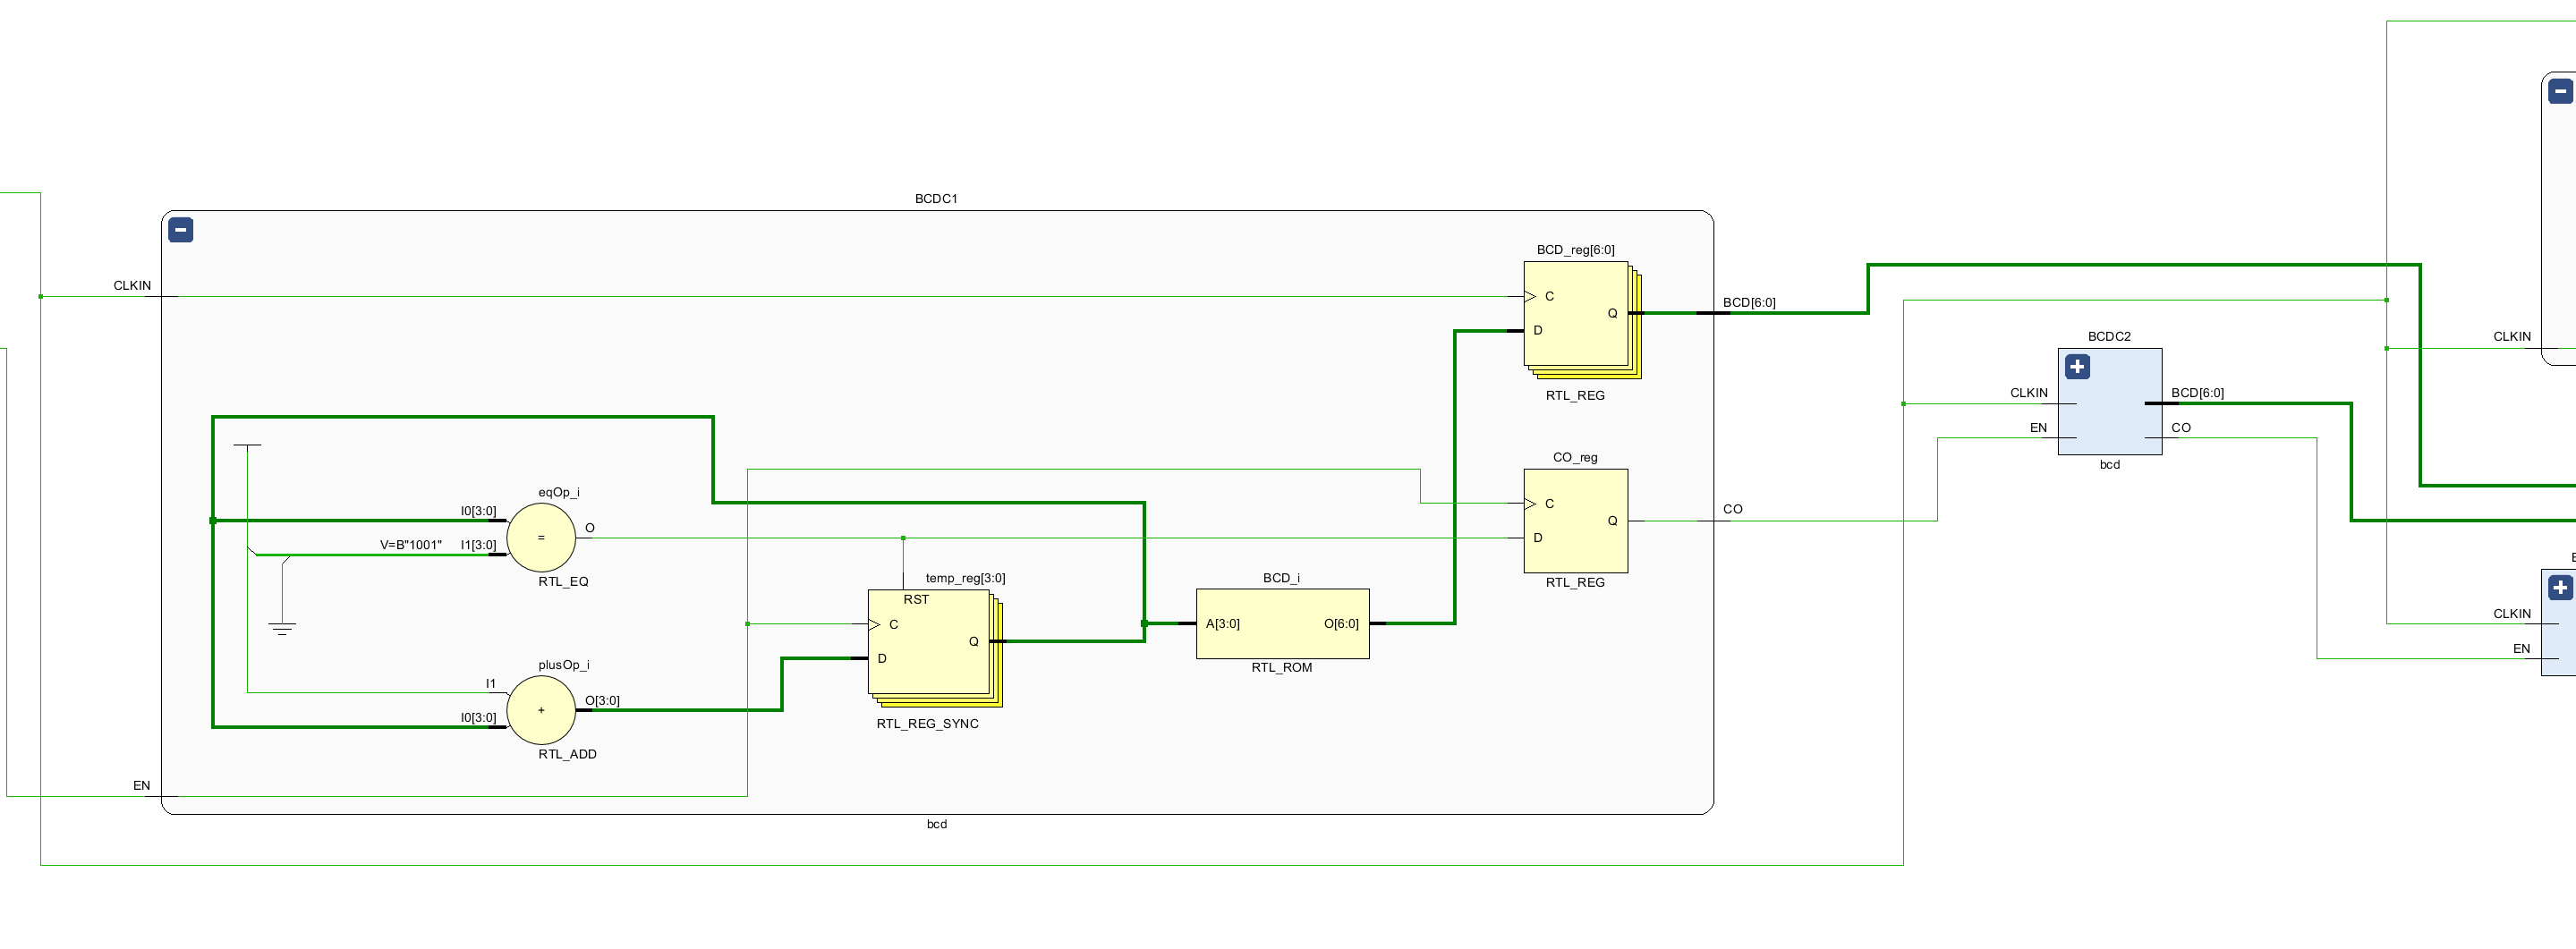 BCDC1
CLKIN
BCD_reg[6:0]
C
D
Q
RTL_REG
BCD[6:0]
eqOp_i
I0[3:0]
V=B"1001" I1[3:0]
=
O
RTL_EQ
CO_reg
C
D
Q
RTL_REG
CO
temp_reg[3:0]
RST
C
D
Q
RTL_REG_SYNC
BCD_i
A[3:0] O[6:0]
RTL_ROM
plusOp_i
I1
I0[3:0]
+
O[3:0]
RTL_ADD
EN
bcd
BCDC2
CLKIN
EN
BCD[6:0]
CO
bcd
CLKIN
CLKIN
EN